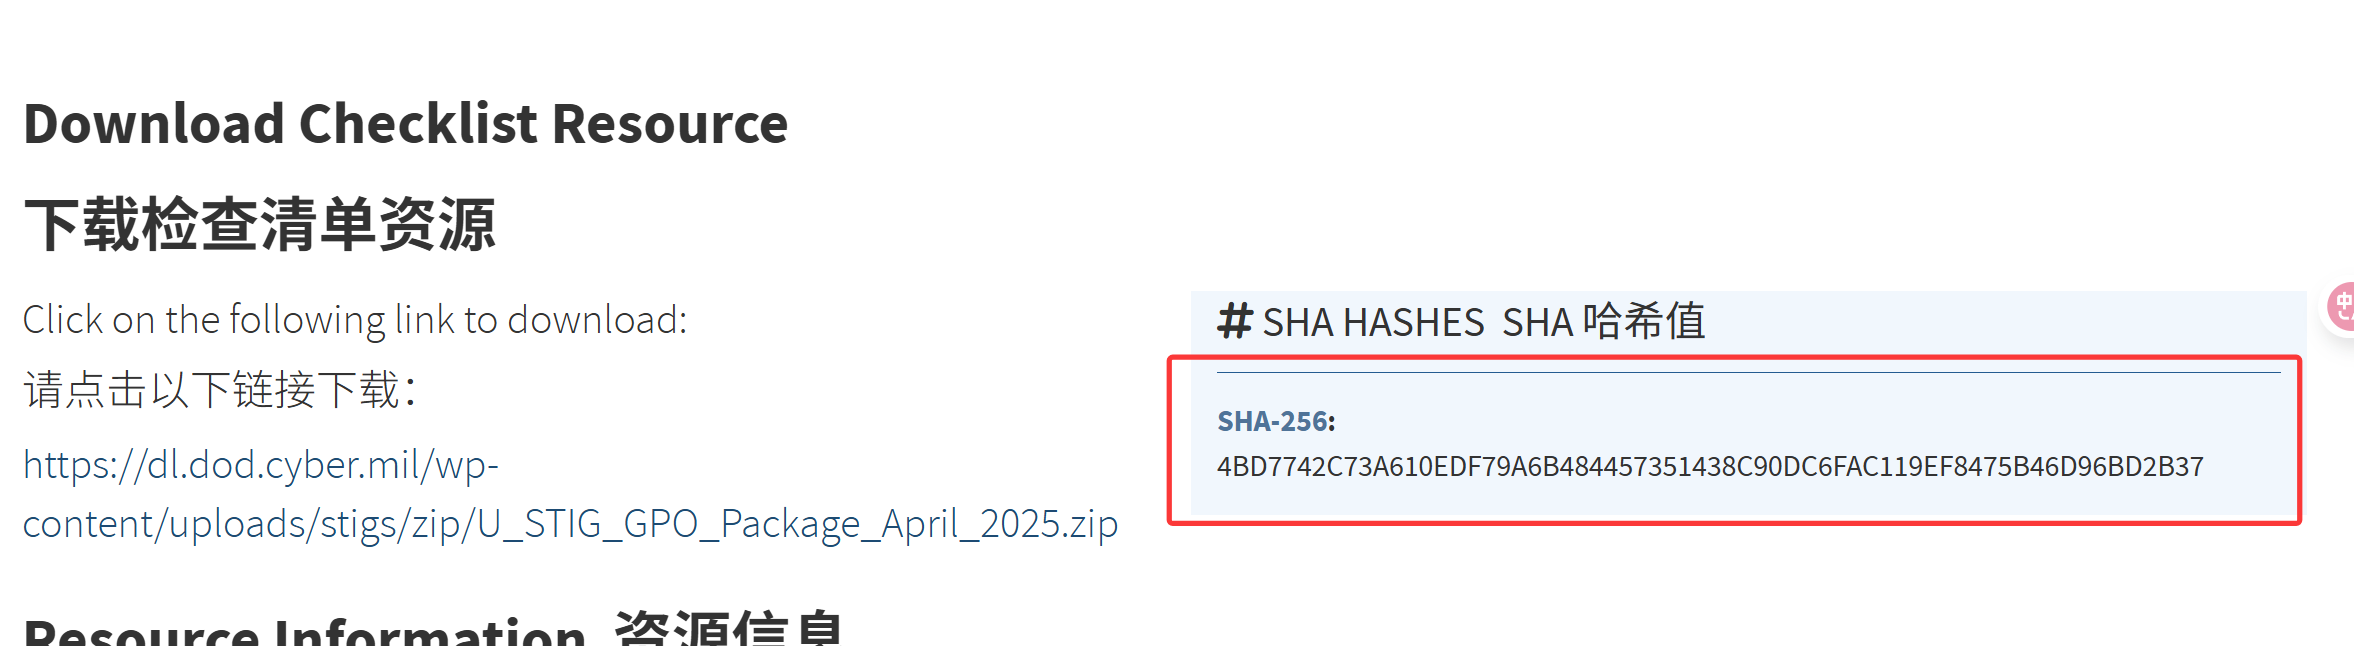 Download Checklist Resource
下载检查清单资源
Click on the following link to download:
请点击以下链接下载：
https://dl.dod.cyber.mil/wp-
content/uploads/stigs/zip/U_STIG_GPO_Package_April_2025.zip
# SHA HASHES SHA 哈希值
SHA-256:
4BD7742C73A610EDF79A6B484457351438C90DC6FAC119EF8475B46D96BD2B37
Resource Information 资源信息
中